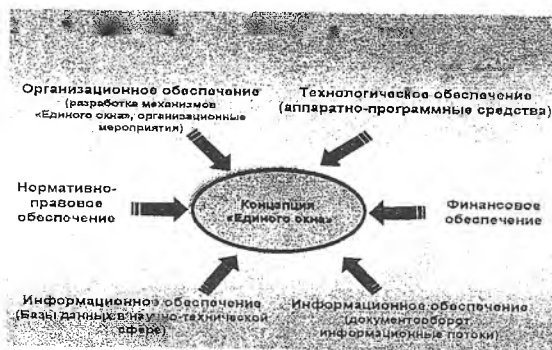 Организационное обеспечение
(разработка механизмов
«Единого окна», организационные
мероприятия)
Технологическое обеспечение
(аппаратно-программные средства)
Нормативно-
правовое
обеспечение
Концепция
«Единого окна»
Финансовое
обеспечение
Информационное обеспечение
(Базы данных в научно-технической
сфере)
Информационное обеспечение
(документооборот,
информационные потоки)